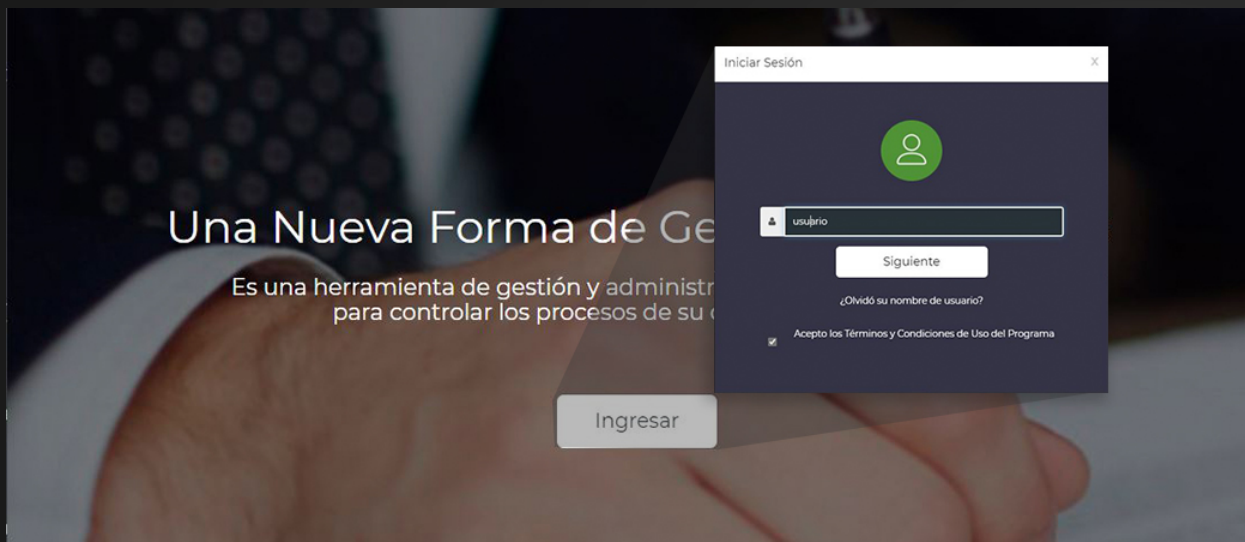 Una Nueva Forma de Ge
Es una herramienta de gestión y administr
para controlar los procesos de su
Ingresar
Iniciar Sesión X
usuario
Siguiente
¿Olvidó su nombre de usuario?
Acepto los Términos y Condiciones de Uso del Programa